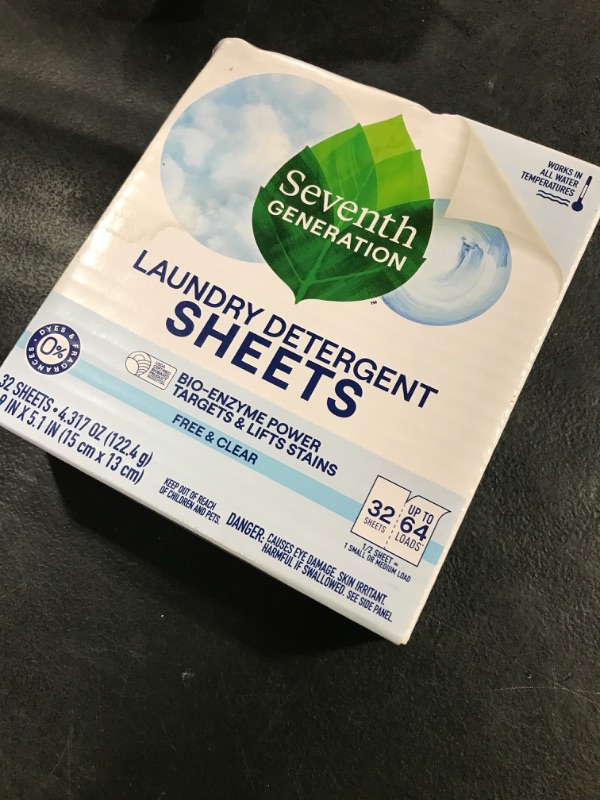 WORKS IN
ALL WATER
TEMPERATURES
Seventh
GENERATION
™
LAUNDRY DETERGENT
SHEETS
DYES & FRAGRANCES
0%
BIO-ENZYME POWER
TARGETS & LIFTS STAINS
FREE & CLEAR
32 SHEETS • 4.317 OZ (122.4 g)
9 IN X 5.1 IN (15 cm x 13 cm)
KEEP OUT OF REACH
OF CHILDREN AND PETS.
DANGER: CAUSES EYE DAMAGE. SKIN IRRITANT.
HARMFUL IF SWALLOWED. SEE SIDE PANEL.
32
SHEETS
UP TO
64
LOADS
1/2 SHEET =
1 SMALL OR MEDIUM LOAD